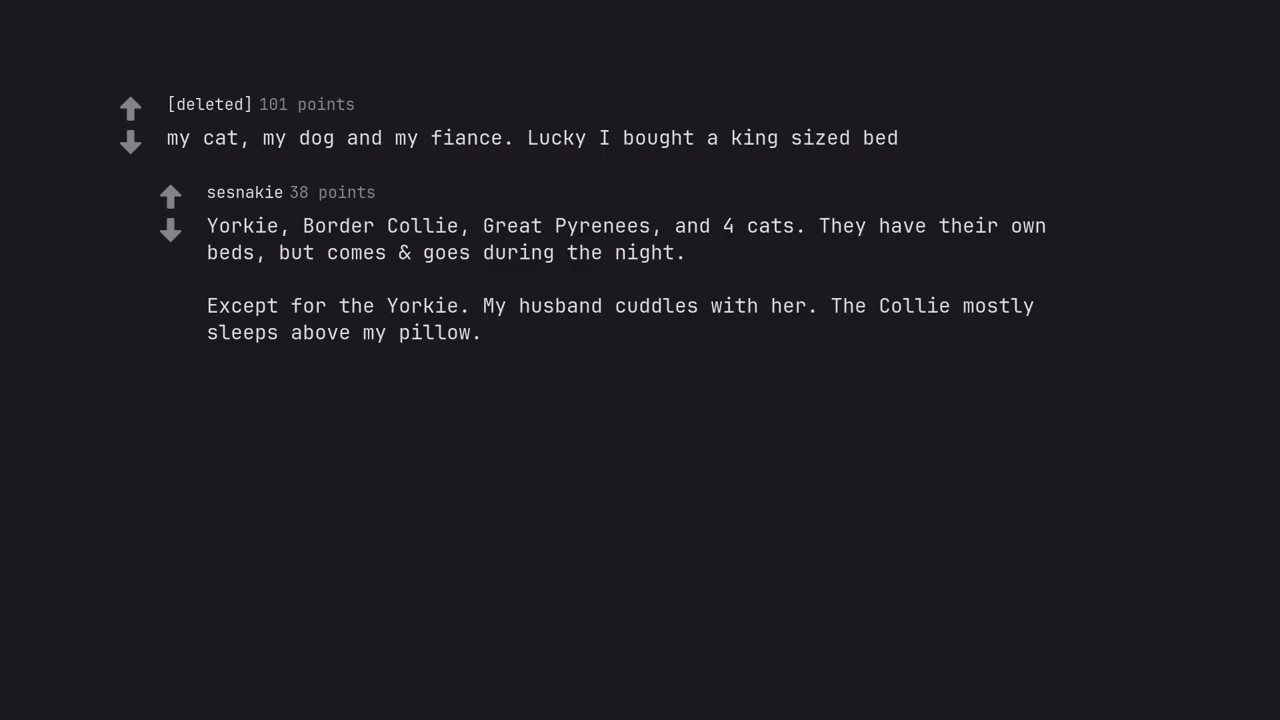 [deleted] 101 points
my cat, my dog and my fiance. Lucky I bought a king sized bed
sesnakie 38 points
Yorkie, Border Collie, Great Pyrenees, and 4 cats. They have their own
beds, but comes & goes during the night.
Except for the Yorkie. My husband cuddles with her. The Collie mostly
sleeps above my pillow.